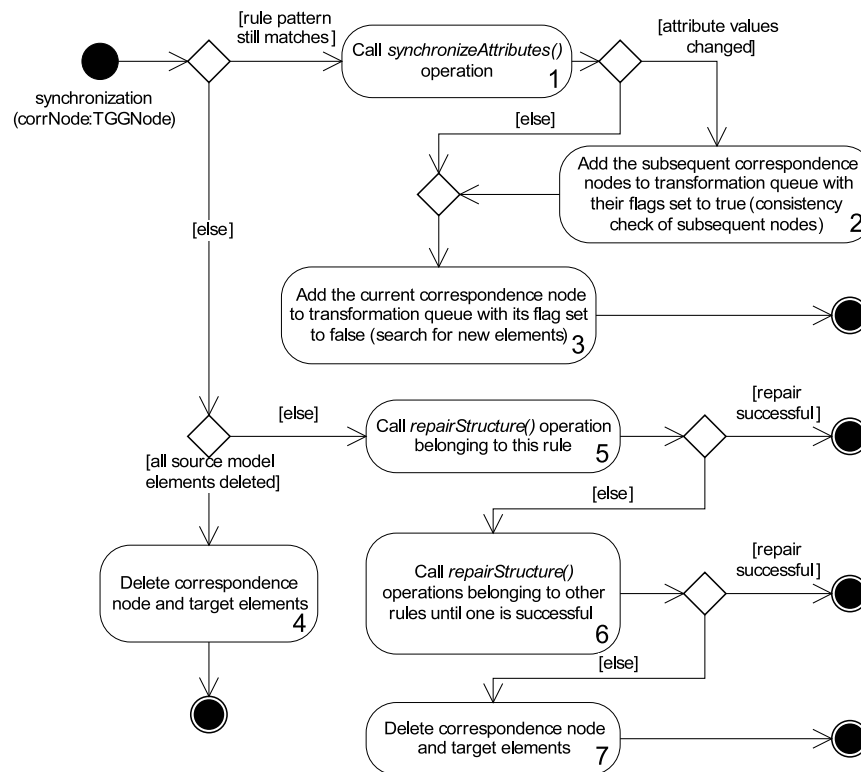 [rule pattern
still matches]
Call synchronizeAttributes()
operation
1
[attribute values
changed]
synchronization
(corrNode:TGGNode)
[else]
Add the subsequent correspondence
nodes to transformation queue with
their flags set to true (consistency
check of subsequent nodes)
2
[else]
Add the current correspondence node
to transformation queue with its flag set
to false (search for new elements)
3
[else]
Call repairStructure() operation
belonging to this rule
5
[repair
successful]
[all source model
elements deleted]
[else]
Delete correspondence
node and target elements
4
Call repairStructure()
operations belonging to other
rules until one is successful
6
[repair
successful]
[else]
Delete correspondence node
and target elements
7